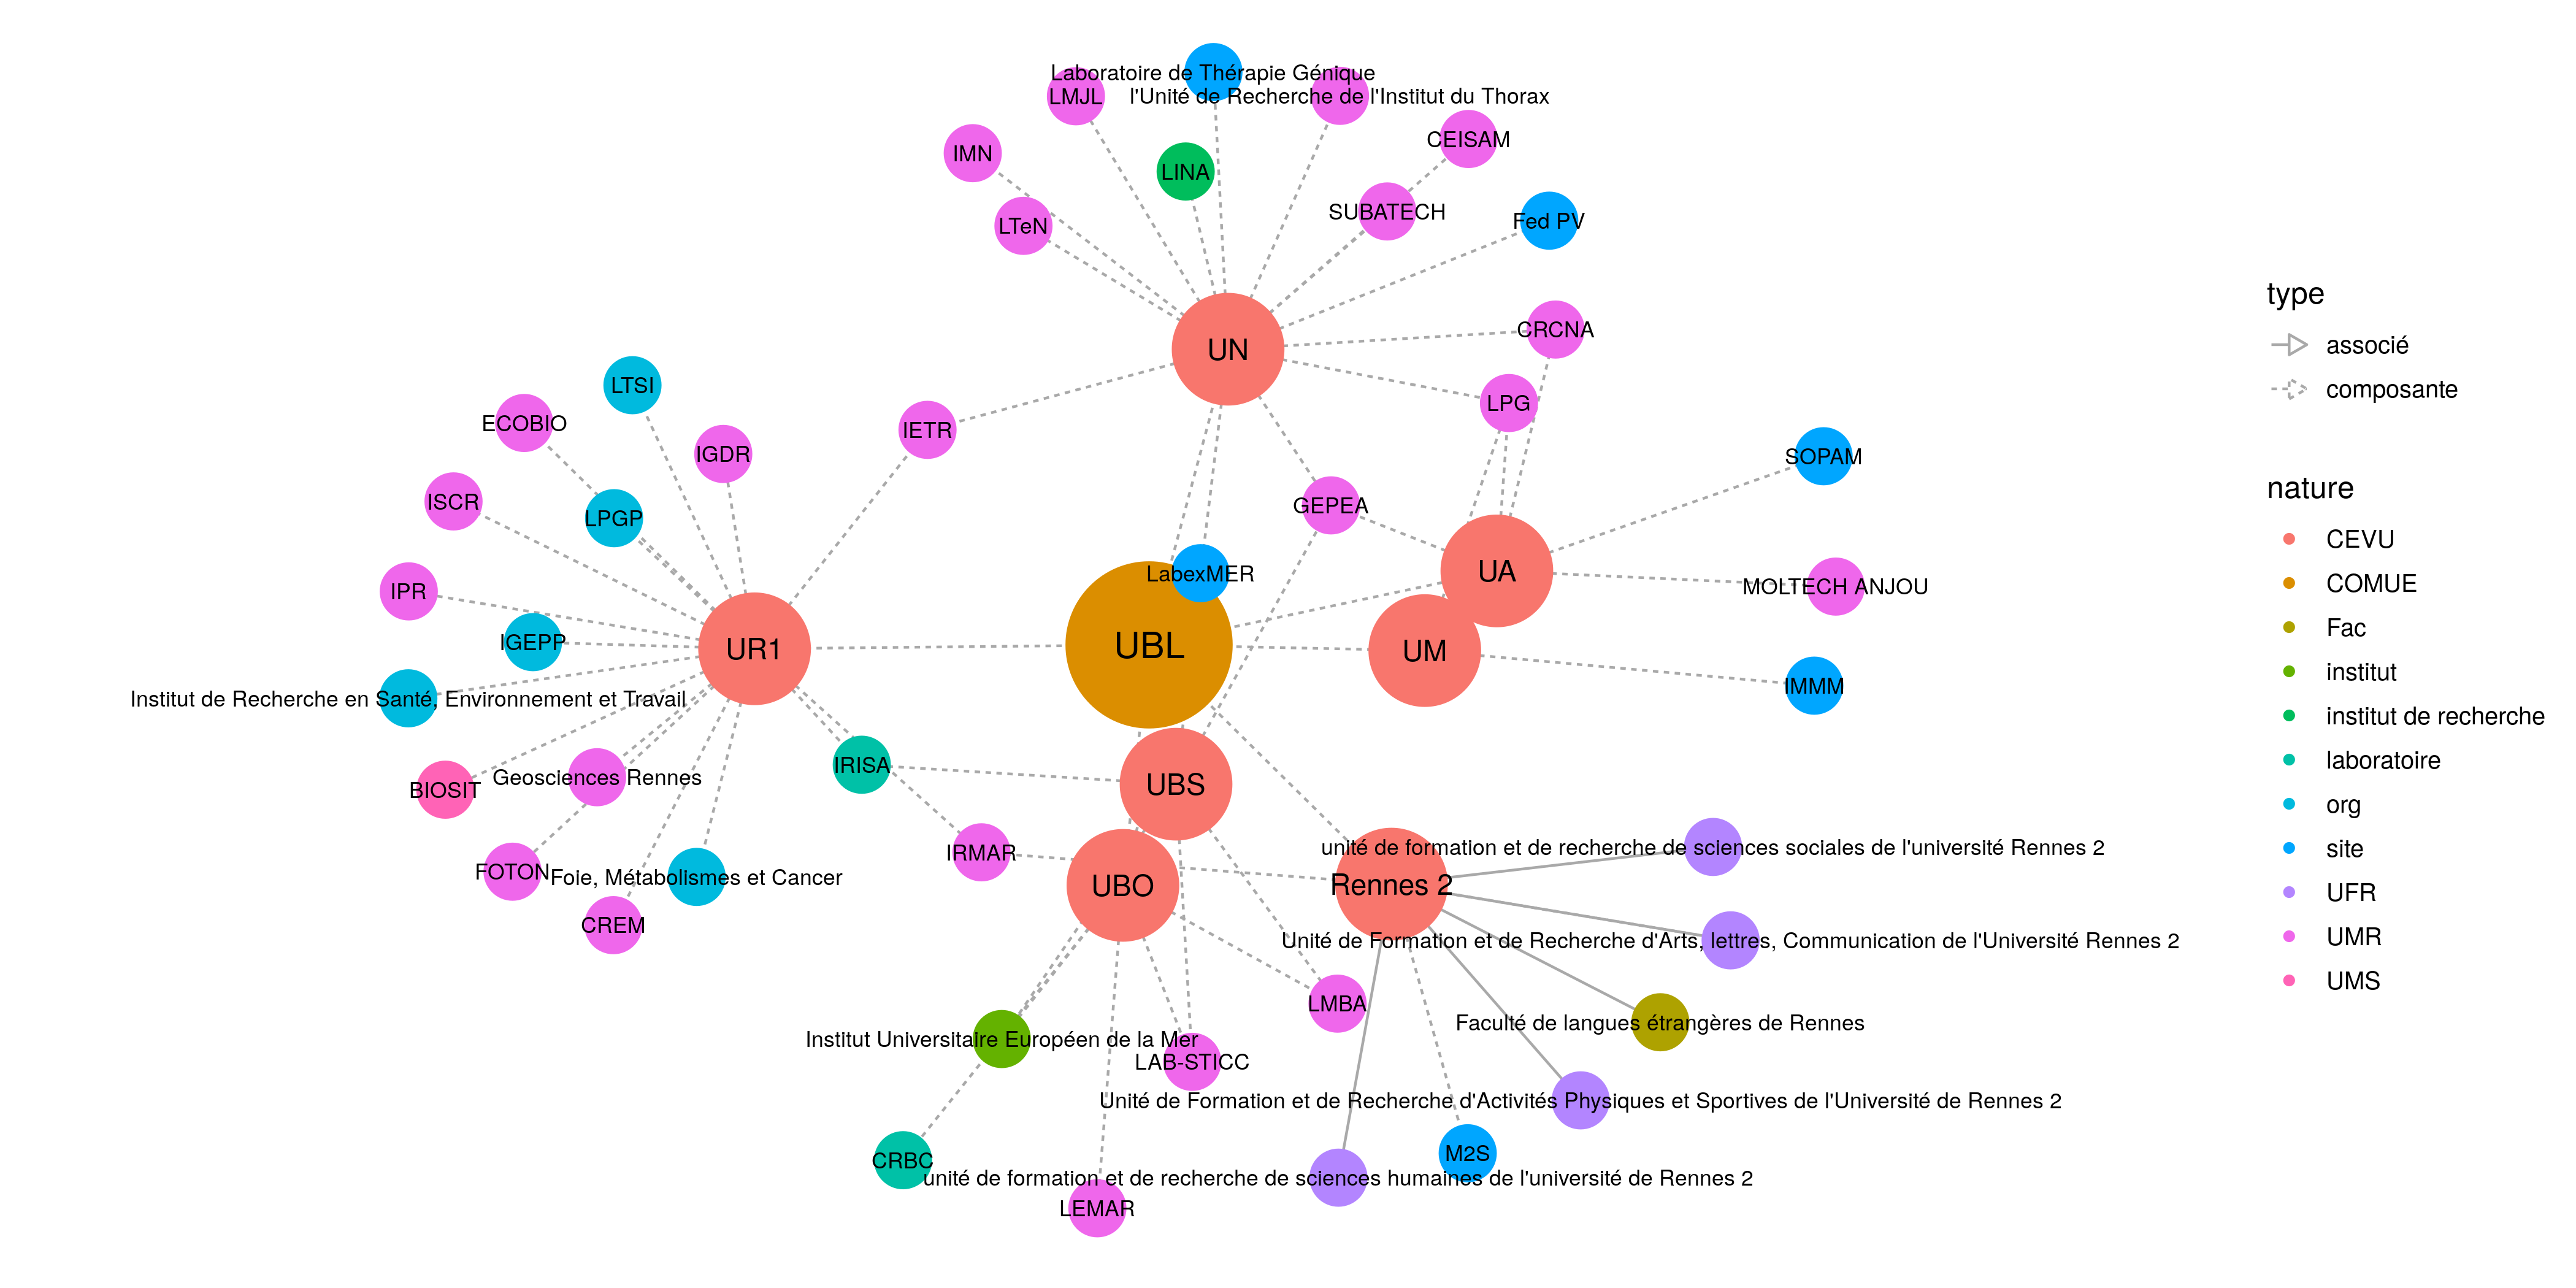 Laboratoire de Thérapie Génique
LMJL
l'Unité de Recherche de l'Institut du Thorax
IMN
CEISAM
LINA
SUBATECH
LTeN
Fed PV
CRCNA
UN
LTSI
LPG
ECOBIO
IETR
IGDR
SOPAM
ISCR
GEPEA
LPGP
LabexMER
UA
MOLTECH ANJOU
IPR
IGEPP
UR1
UBL
UM
IMMM
Institut de Recherche en Santé, Environnement et Travail
IRISA
Geosciences Rennes
UBS
BIOSIT
unité de formation et de recherche de sciences sociales de l'université Rennes 2
IRMAR
FOTON
Foie, Métabolismes et Cancer
UBO
Rennes 2
CREM
Unité de Formation et de Recherche d'Arts, lettres, Communication de l'Université Rennes 2
LMBA
Faculté de langues étrangères de Rennes
Institut Universitaire Européen de la Mer
LAB-STICC
Unité de Formation et de Recherche d'Activités Physiques et Sportives de l'Université de Rennes 2
M2S
CRBC
unité de formation et de recherche de sciences humaines de l'université de Rennes 2
LEMAR
type
associé
composante
nature
CEVU
COMUE
Fac
institut
institut de recherche
laboratoire
org
site
UFR
UMR
UMS